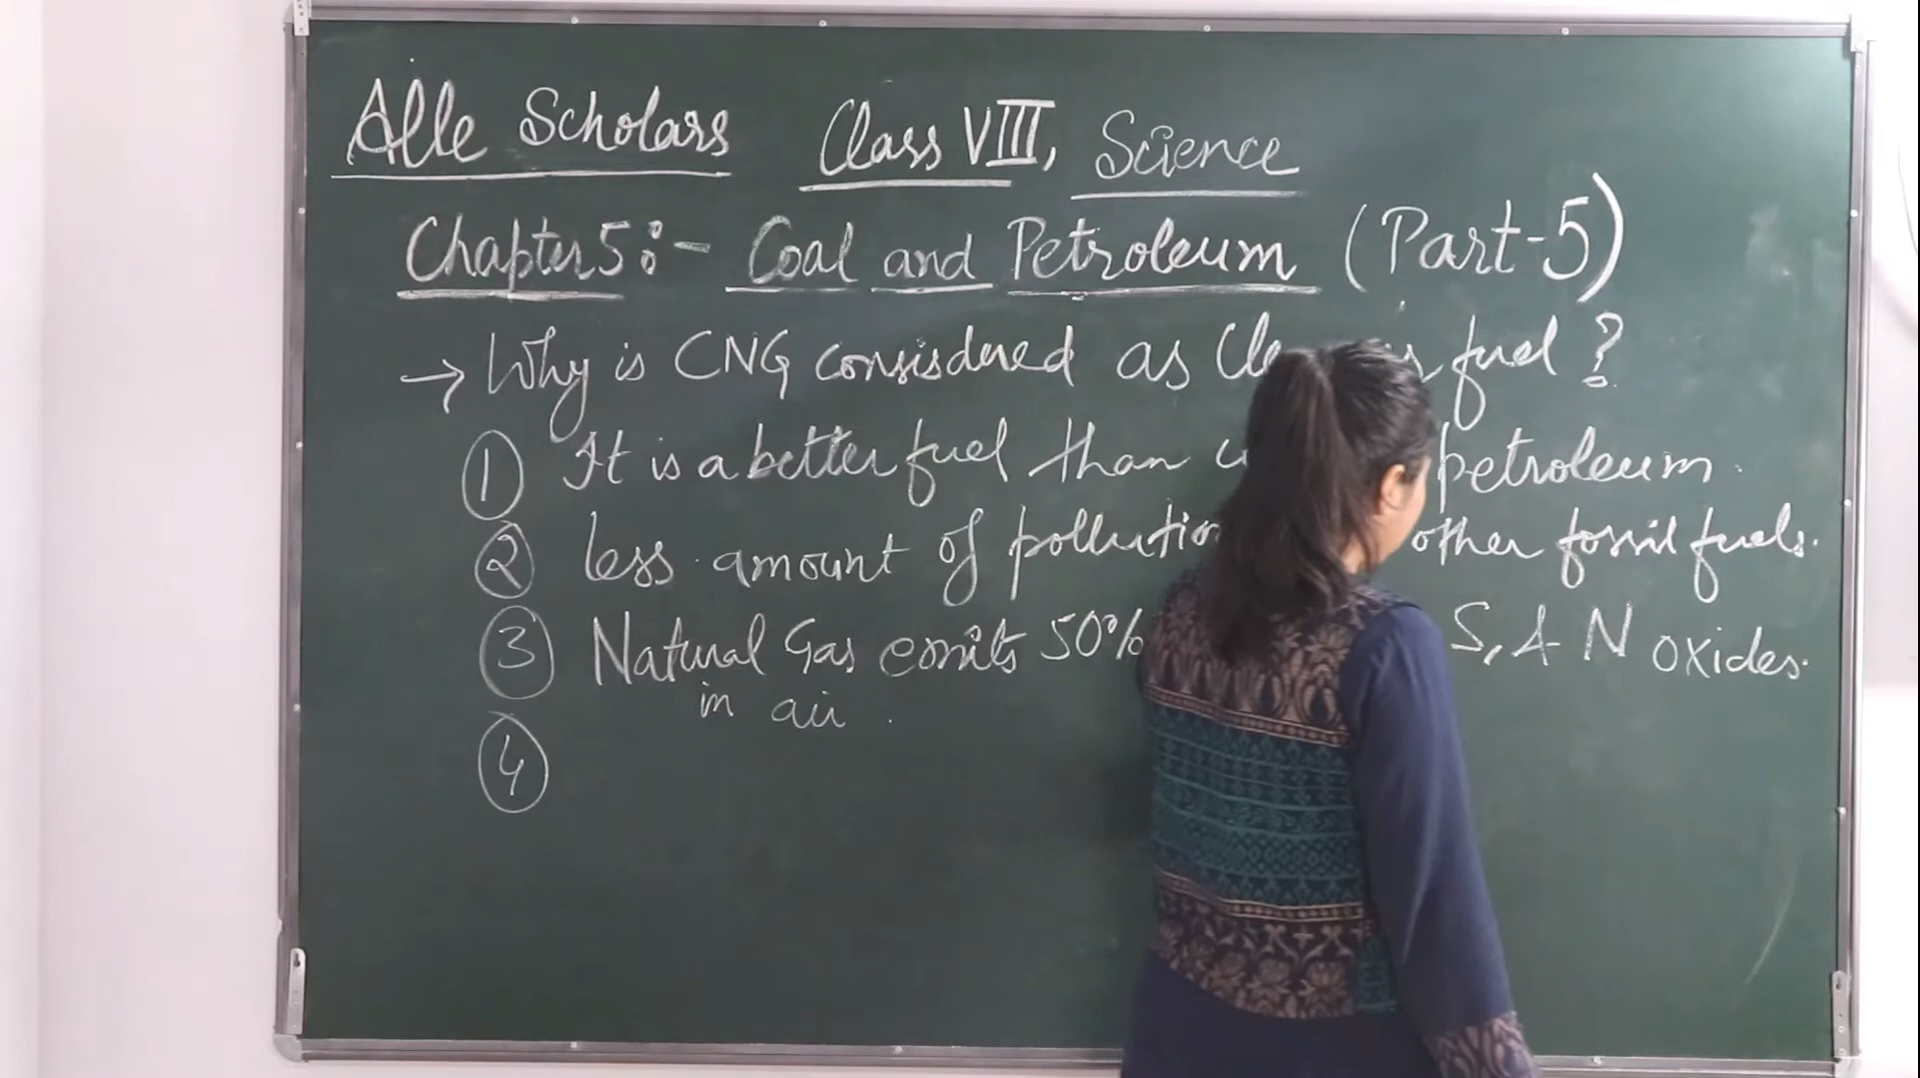 Alle Scholars Class VIII, Science
Chapter 5:- Coal and Petroleum (Part-5)
→ Why is CNG consisdered as fuel ?
① It is a better fuel than petroleum.
② less amount of pollution other fossil fuels.
③ Natural Gas emits 50% S, & N oxides.
in air.
④